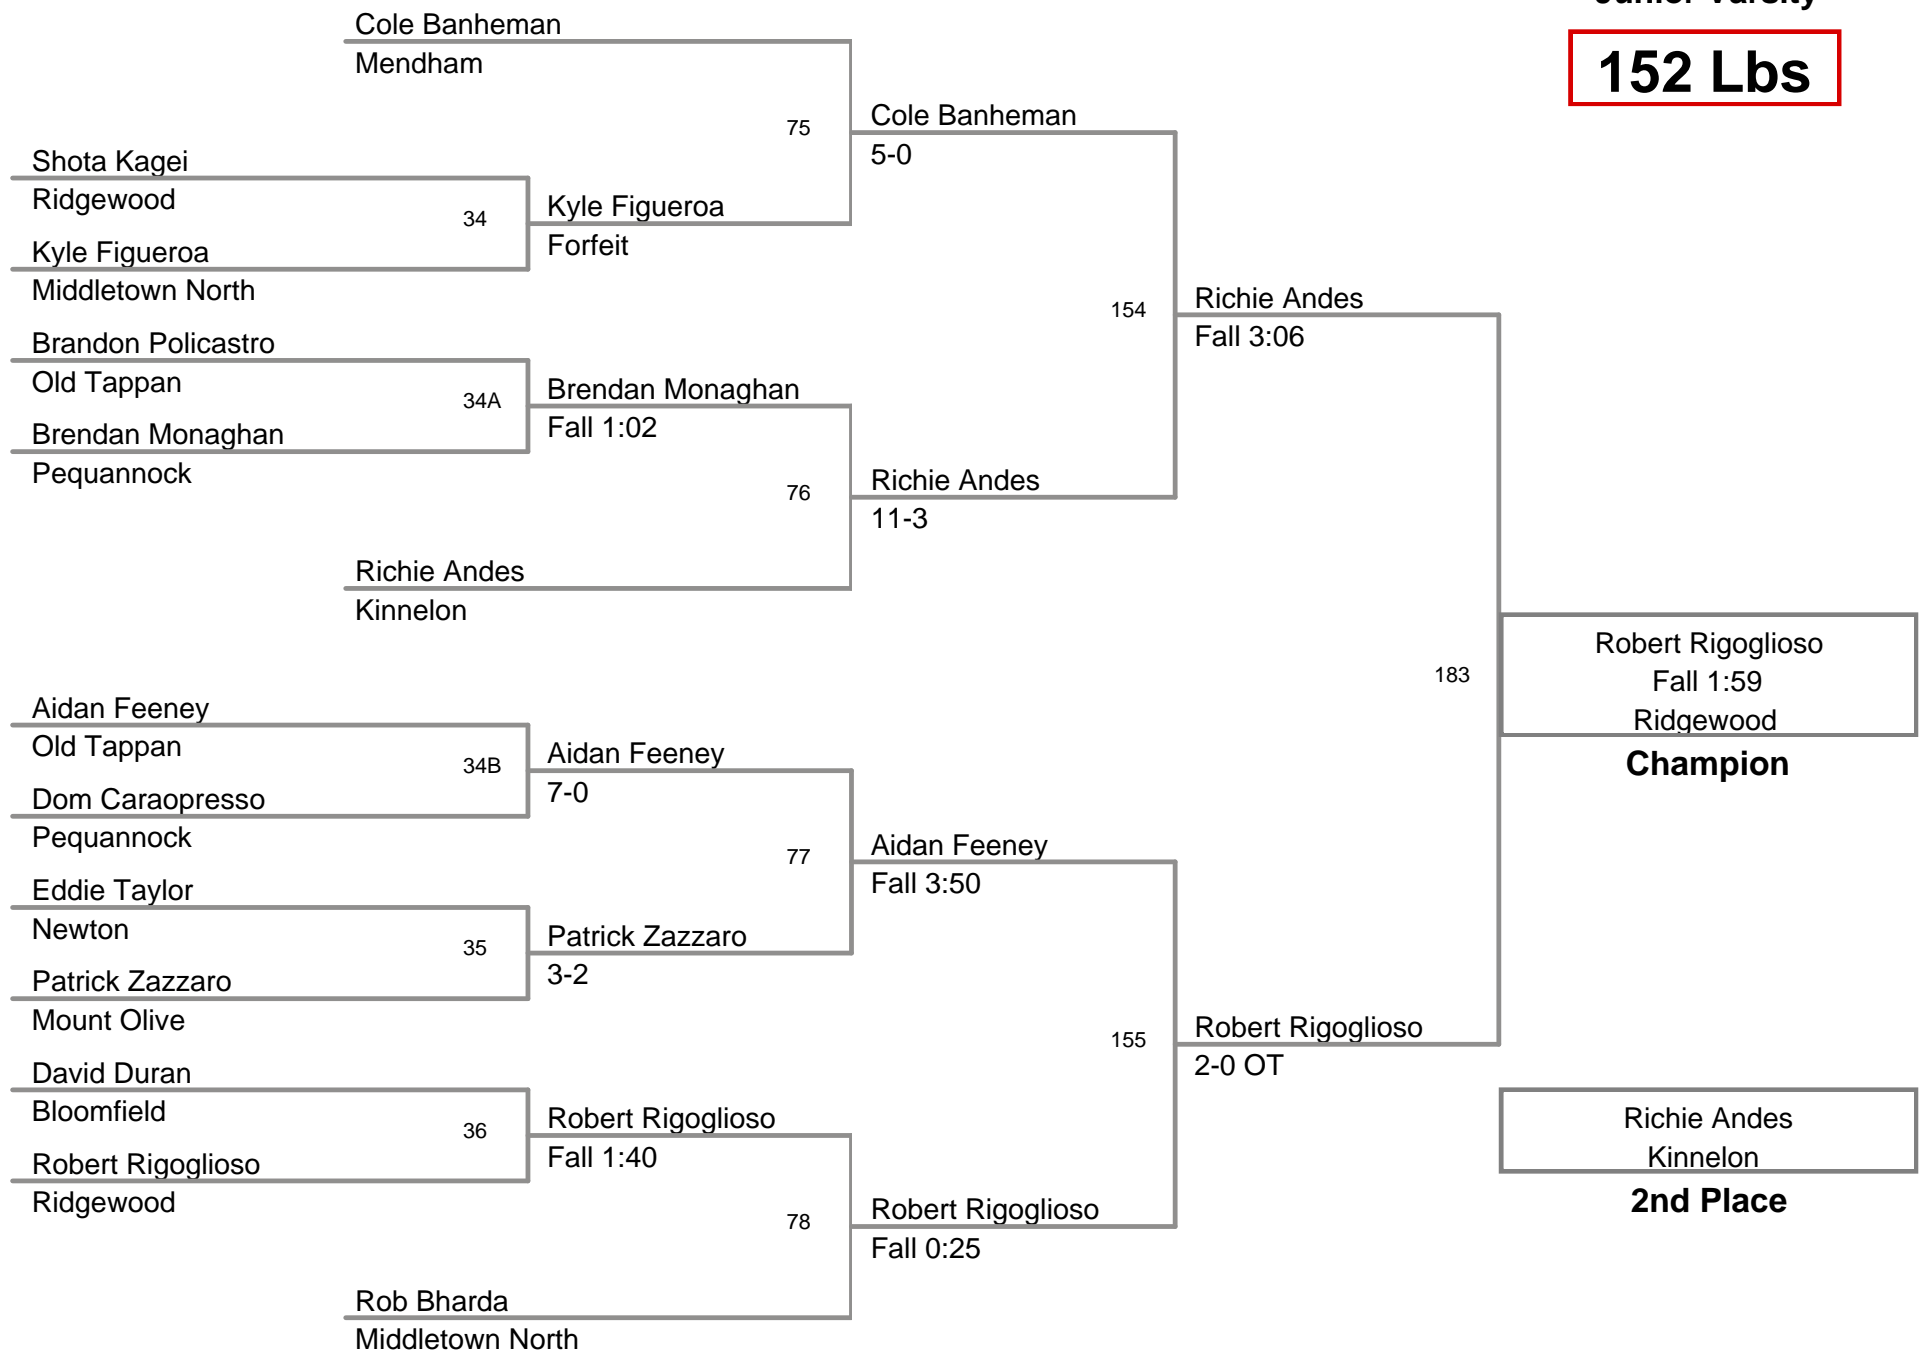 Junior Varsity
152 Lbs
Cole Banheman
Mendham
75
Cole Banheman
5-0
Shota Kagei
Ridgewood
34
Kyle Figueroa
Forfeit
Kyle Figueroa
Middletown North
154
Richie Andes
Fall 3:06
Brandon Policastro
Old Tappan
34A
Brendan Monaghan
Fall 1:02
Brendan Monaghan
Pequannock
76
Richie Andes
11-3
Richie Andes
Kinnelon
183
Robert Rigoglioso
Fall 1:59
Ridgewood
Champion
Aidan Feeney
Old Tappan
34B
Aidan Feeney
7-0
Dom Caraopresso
Pequannock
77
Aidan Feeney
Fall 3:50
Eddie Taylor
Newton
35
Patrick Zazzaro
3-2
Patrick Zazzaro
Mount Olive
155
Robert Rigoglioso
2-0 OT
David Duran
Bloomfield
36
Robert Rigoglioso
Fall 1:40
Robert Rigoglioso
Ridgewood
78
Robert Rigoglioso
Fall 0:25
Rob Bharda
Middletown North
Richie Andes
Kinnelon
2nd Place